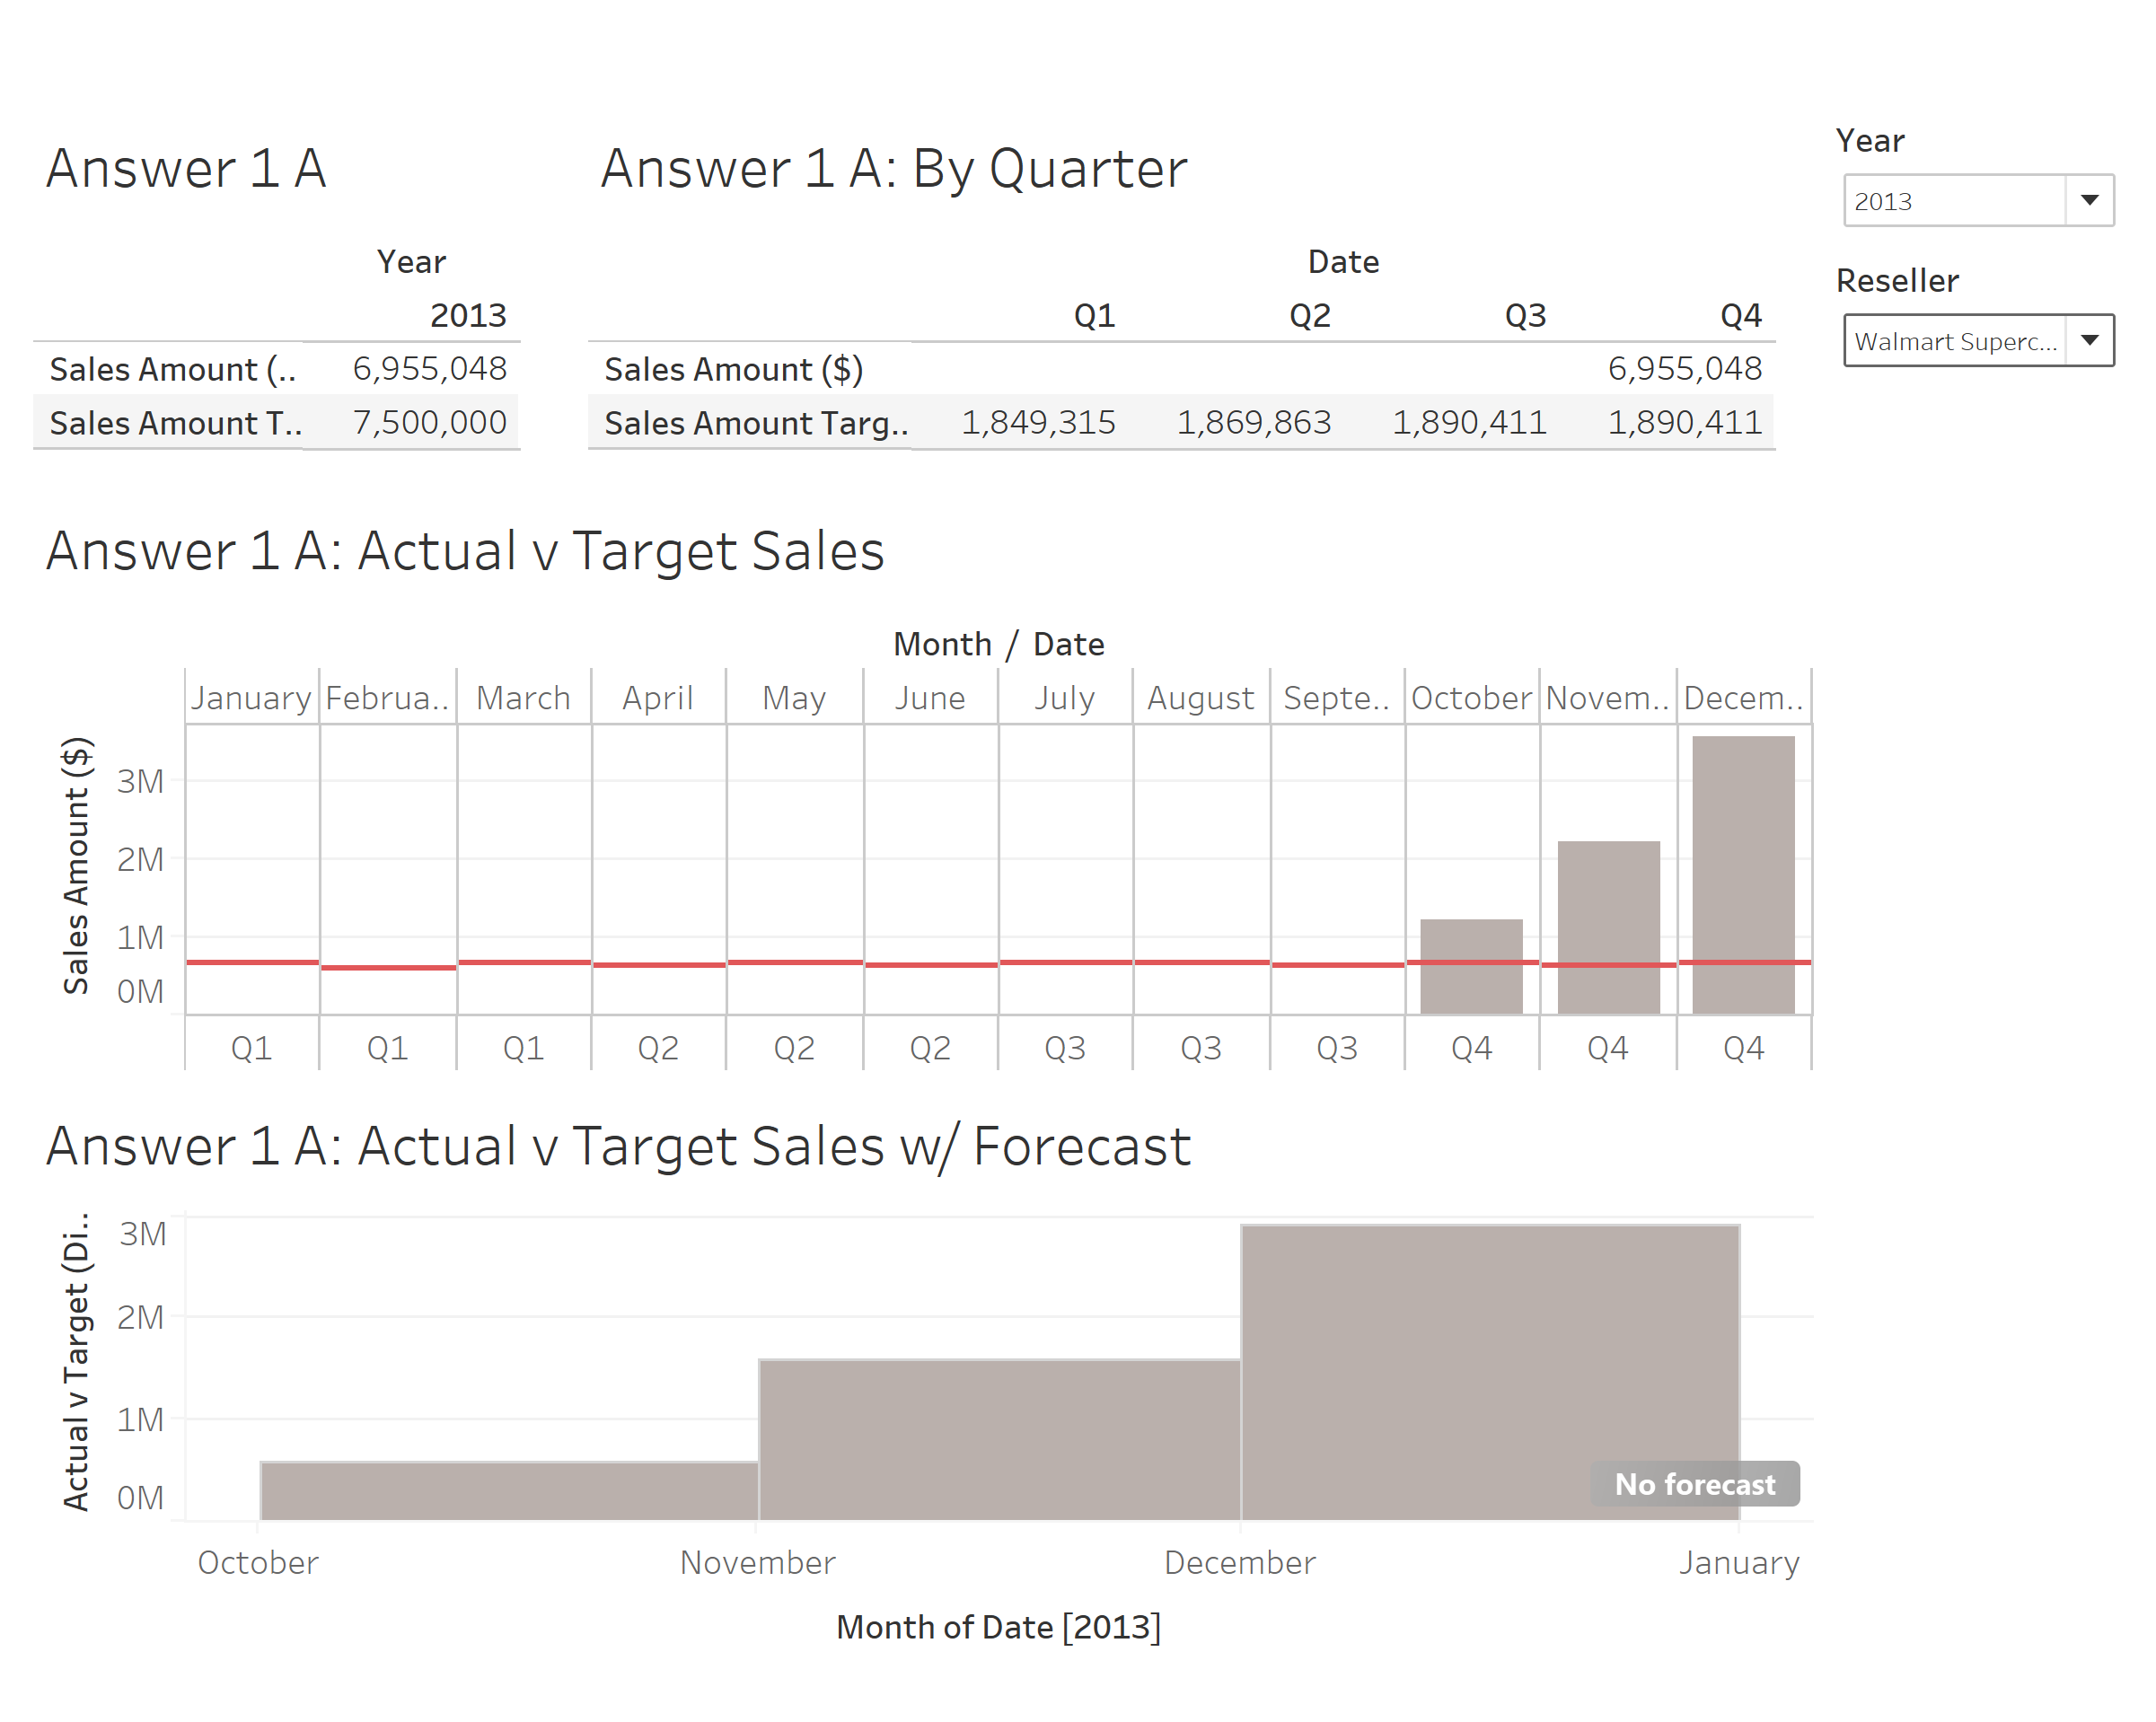 Answer 1 A
Year
2013
Sales Amount (.. 6,955,048
Sales Amount T.. 7,500,000
Answer 1 A: By Quarter
Date
Q1 Q2 Q3 Q4
Sales Amount ($) 6,955,048
Sales Amount Targ.. 1,849,315 1,869,863 1,890,411 1,890,411
Year
2013
Reseller
Walmart Superc...
Answer 1 A: Actual v Target Sales
Month / Date
January Februa.. March April May June July August Septe.. October Novem.. Decem..
Sales Amount ($)
3M
2M
1M
0M
Q1 Q1 Q1 Q2 Q2 Q2 Q3 Q3 Q3 Q4 Q4 Q4
Answer 1 A: Actual v Target Sales w/ Forecast
Actual v Target (Di..
3M
2M
1M
0M
No forecast
October November December January
Month of Date [2013]